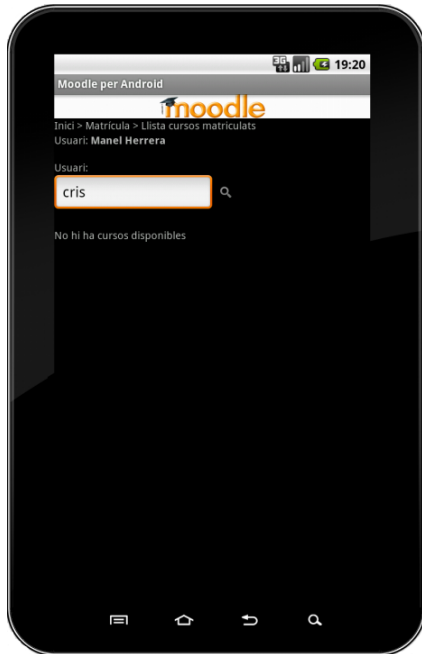 3G 19:20
Moodle per Android
moodle
Inici > Matrícula > Llista cursos matriculats
Usuari: Manel Herrera
Usuari:
cris
No hi ha cursos disponibles